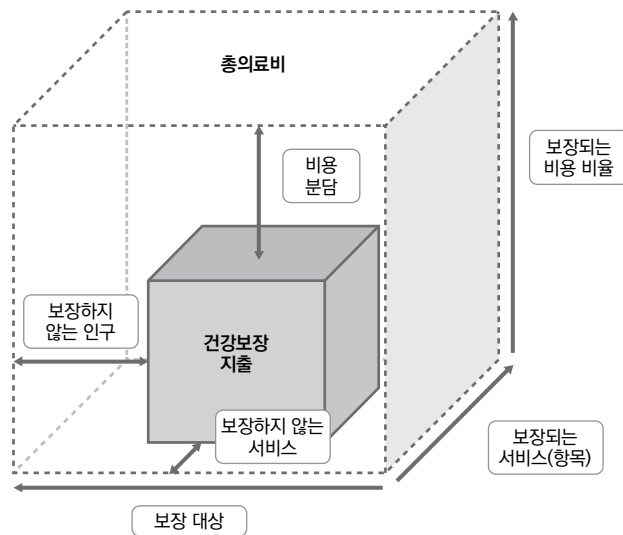 총의료비
보장되는
비용 비율
비용
분담
보장하지
않는 인구
건강보장
지출
보장하지 않는
서비스
보장되는
서비스(항목)
보장 대상